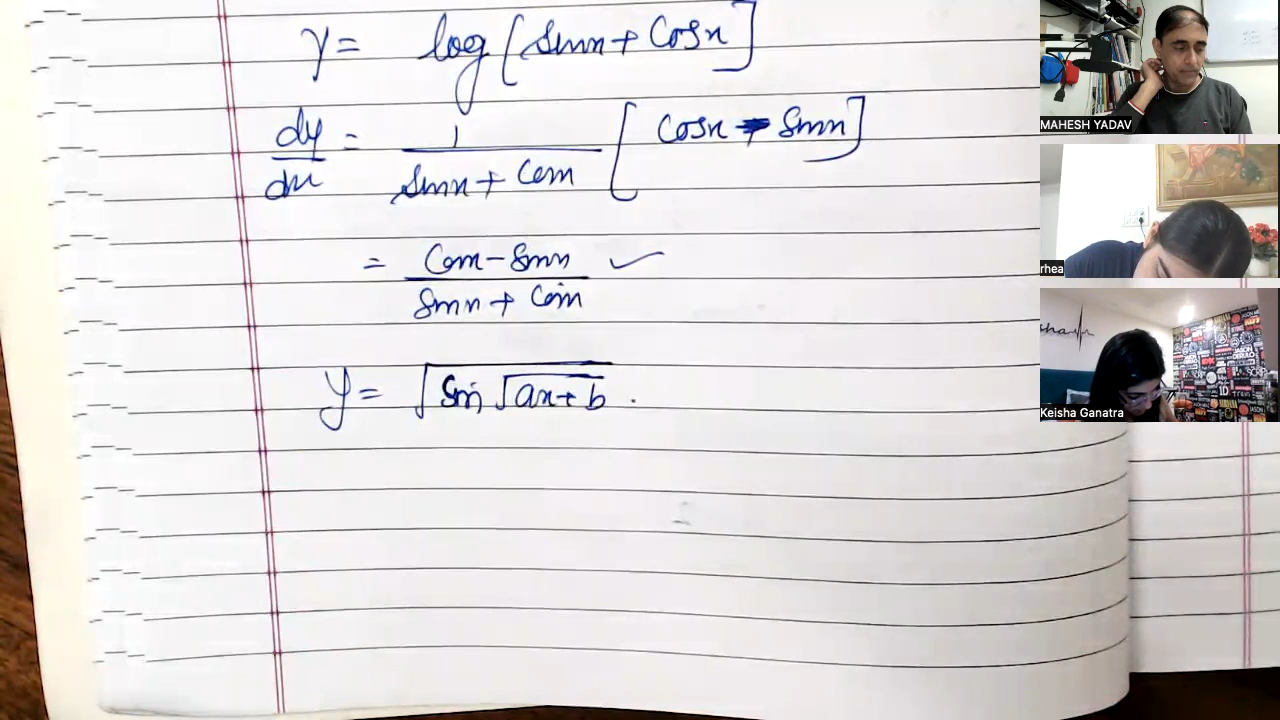 y = log [sinx + cosx]
dy/dx = 1/(sinx + cosx) [cosx - sinx]
= (cosx - sinx)/(sinx + cosx) ✓
y = √(sin √(ax+b)) .
MAHESH YADAV
rhea
Keisha Ganatra